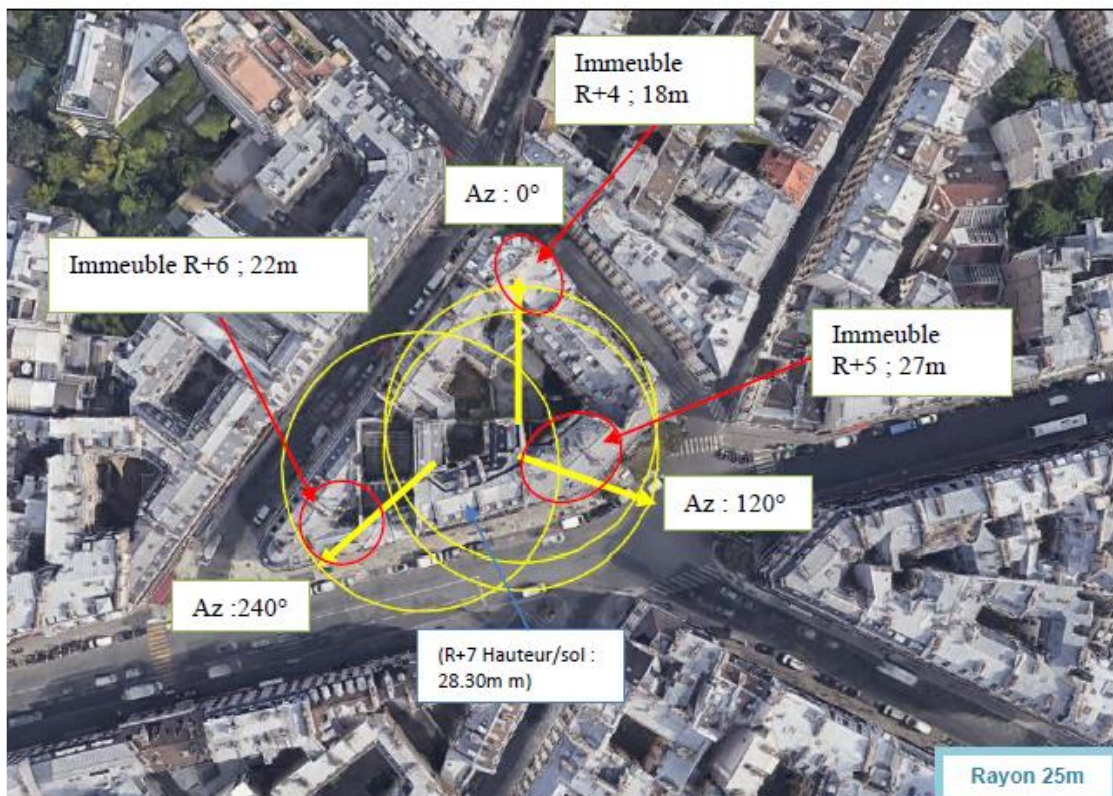 Immeuble
R+4 ; 18m
Az : 0°
Immeuble R+6 ; 22m
Immeuble
R+5 ; 27m
Az : 120°
Az :240°
(R+7 Hauteur/sol :
28.30m m)
Rayon 25m